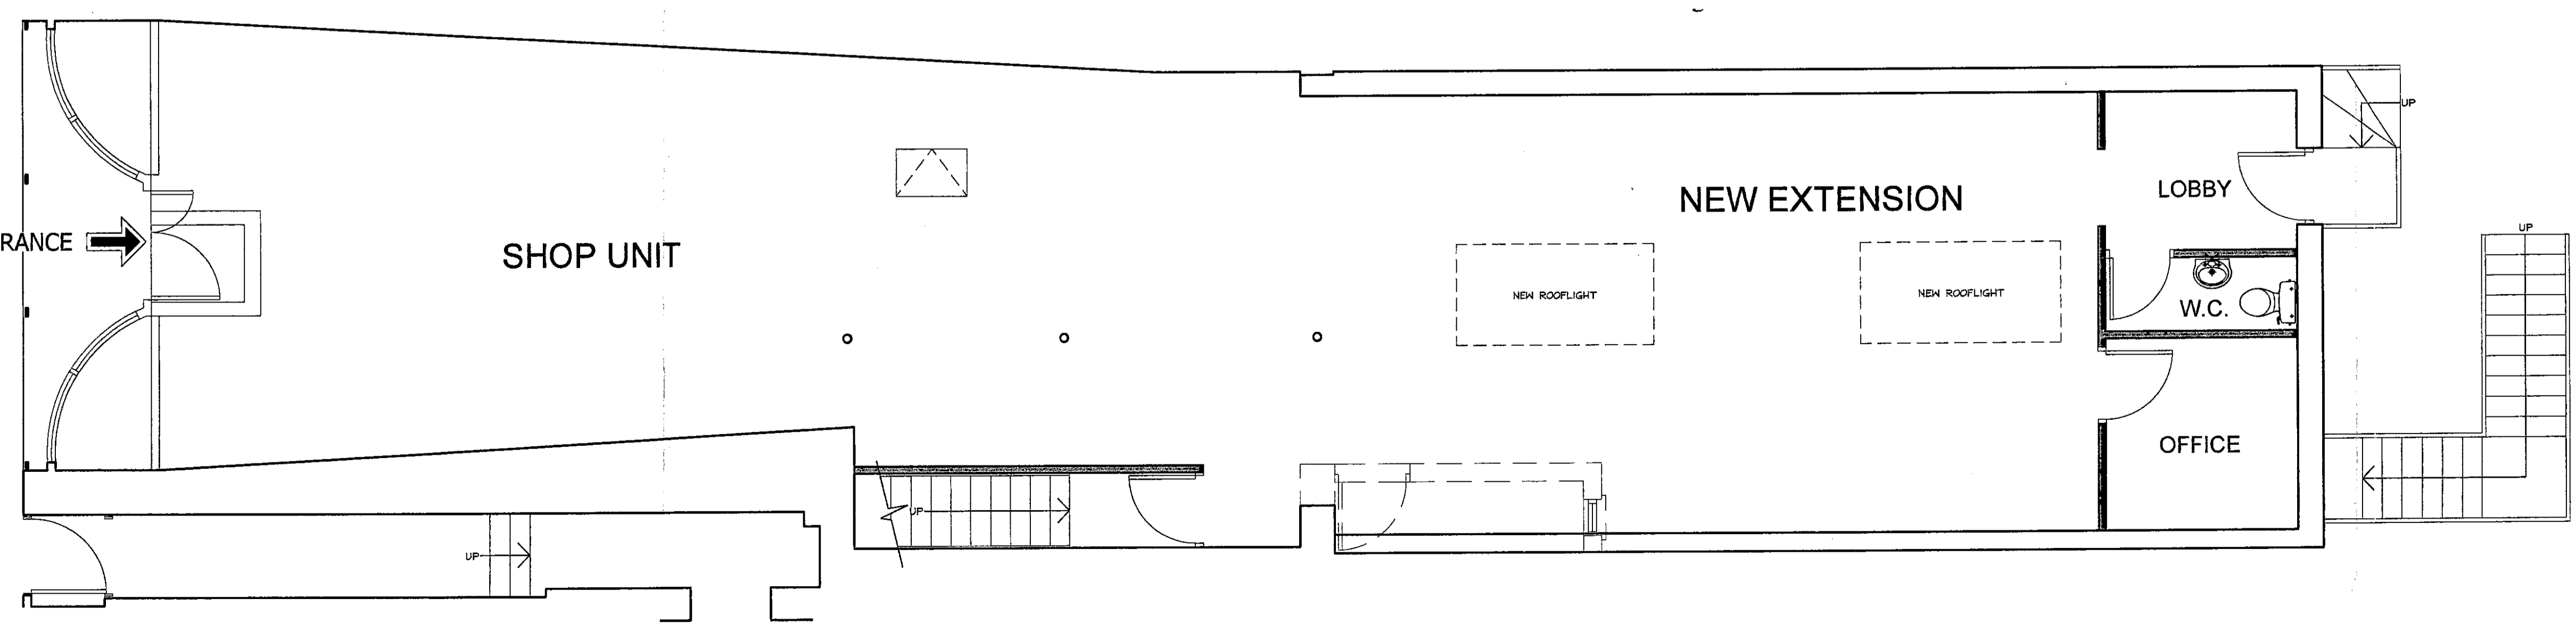 RANCE
SHOP UNIT
UP
UP
NEW EXTENSION
NEW ROOFLIGHT
NEW ROOFLIGHT
LOBBY
W.C.
OFFICE
UP
UP